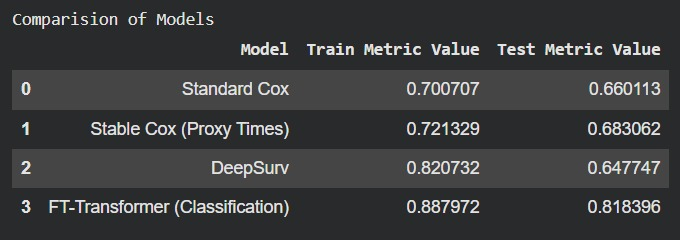 Comparision of Models
Model Train Metric Value Test Metric Value
0 Standard Cox 0.700707 0.660113
1 Stable Cox (Proxy Times) 0.721329 0.683062
2 DeepSurv 0.820732 0.647747
3 FT-Transformer (Classification) 0.887972 0.818396